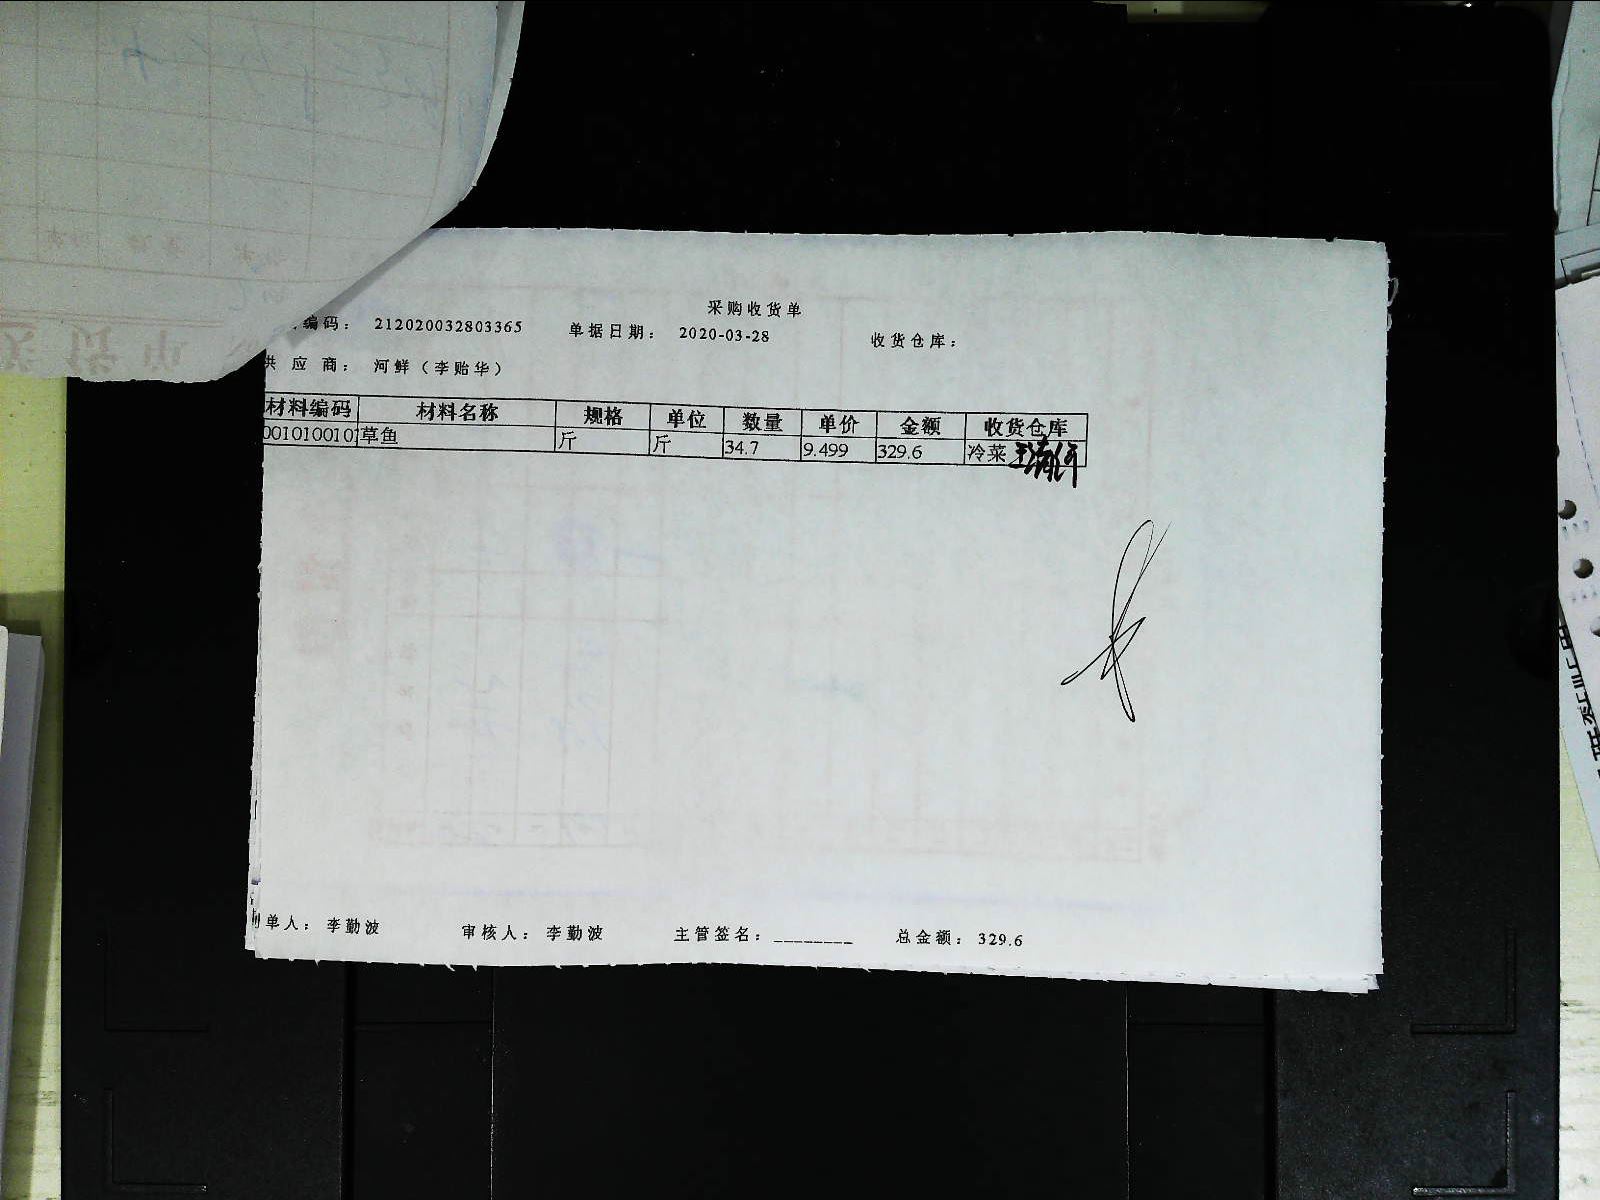 采购收货单
编码： 212020032803365 单据日期： 2020-03-28 收货仓库：
供应商： 河鲜（李贻华）
材料编码 材料名称 规格 单位 数量 单价 金额 收货仓库
0010100101 草鱼 斤 斤 34.7 9.499 329.6 冷菜
单人： 李勤波 审核人： 李勤波 主管签名：________ 总金额： 329.6